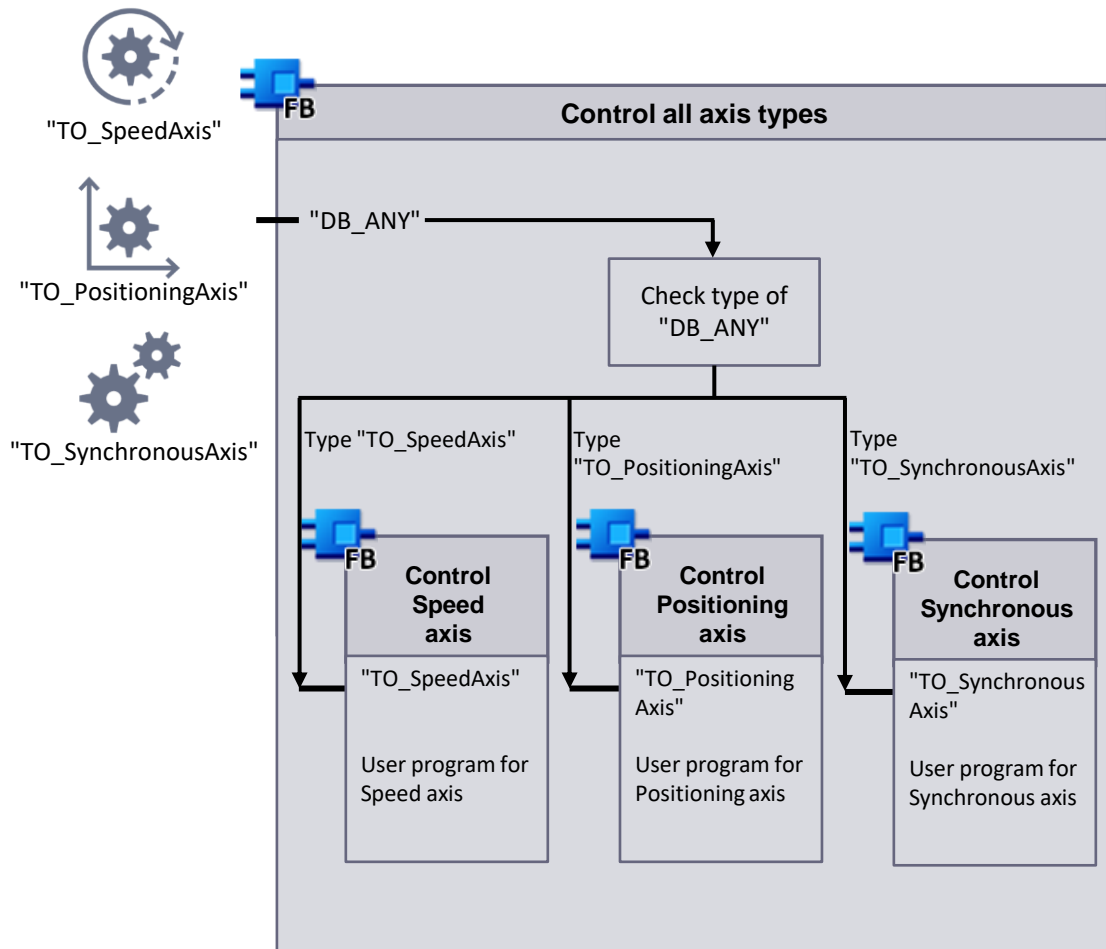 "TO_SpeedAxis"
"TO_PositioningAxis"
"TO_SynchronousAxis"
FB
Control all axis types
"DB_ANY"
Check type of
"DB_ANY"
Type "TO_SpeedAxis"
Type
"TO_PositioningAxis"
Type
"TO_SynchronousAxis"
FB
Control
Speed
axis
"TO_SpeedAxis"
User program for
Speed axis
FB
Control
Positioning
axis
"TO_Positioning
Axis"
User program for
Positioning axis
FB
Control
Synchronous
axis
"TO_Synchronous
Axis"
User program for
Synchronous axis